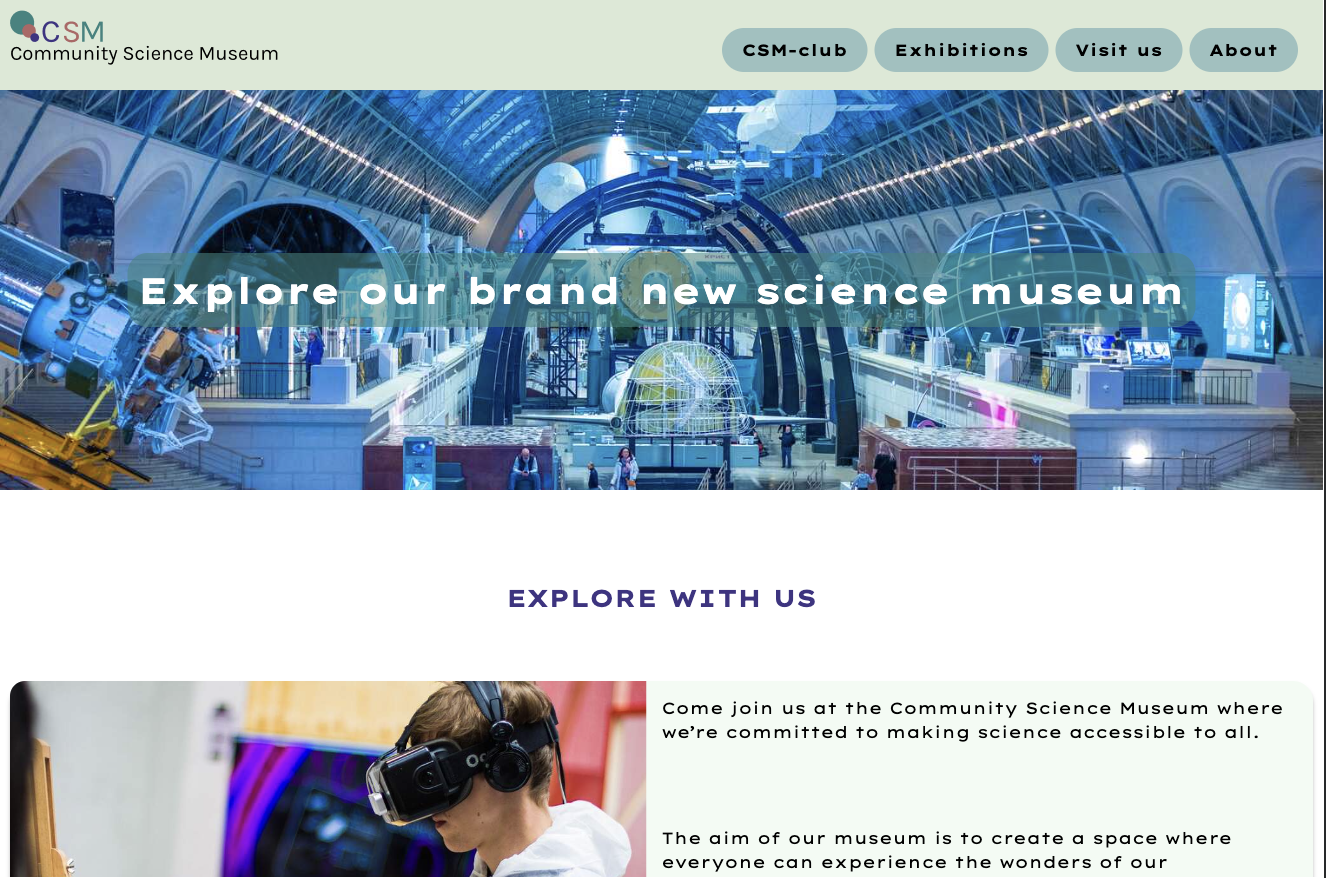 CSM
Community Science Museum
CSM-club
Exhibitions
Visit us
About
Explore our brand new science museum
EXPLORE WITH US
Come join us at the Community Science Museum where
we’re committed to making science accessible to all.
The aim of our museum is to create a space where
everyone can experience the wonders of our